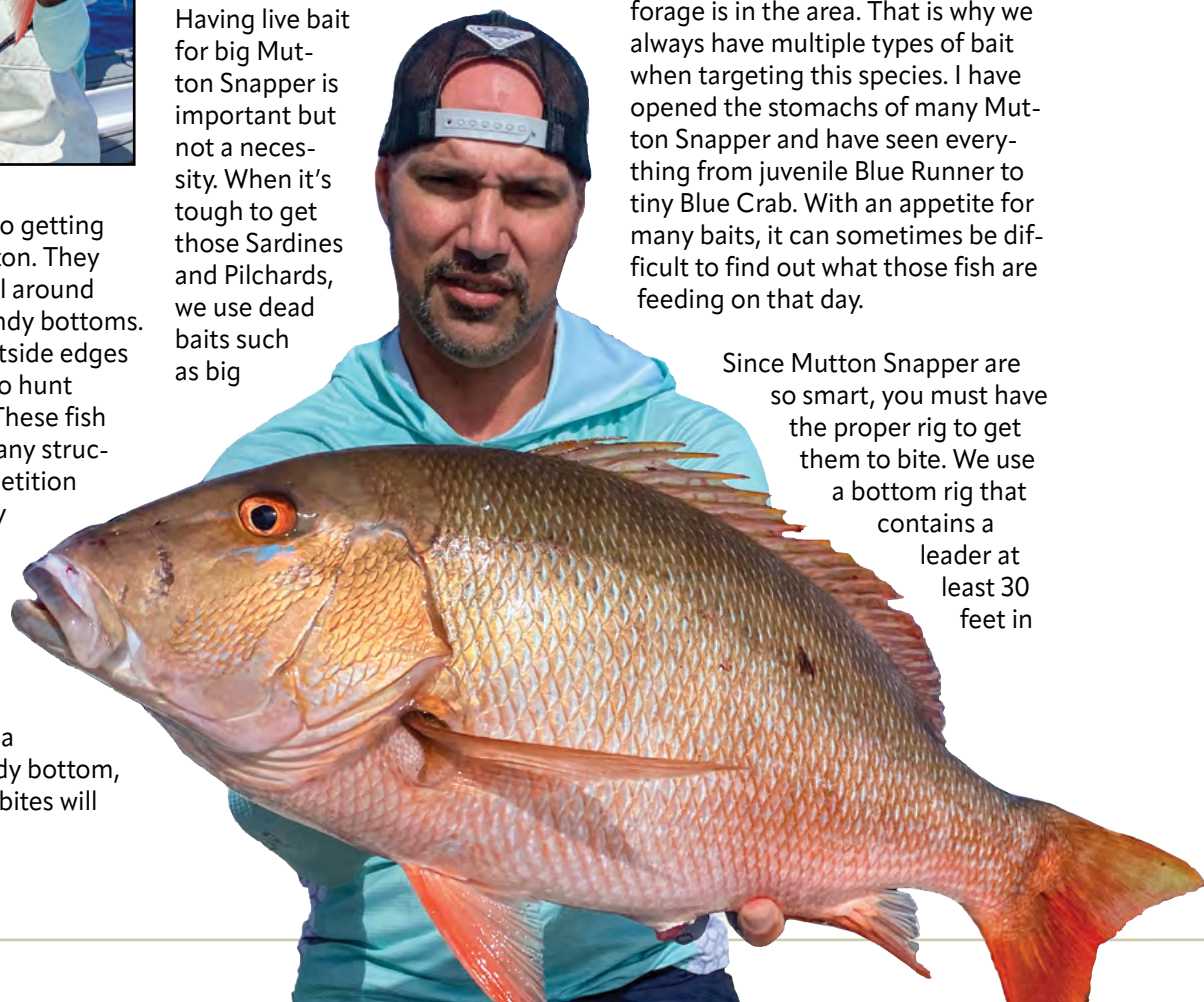 o getting
on. They
l around
ndy bottoms.
tside edges
o hunt
These fish
any struc-
etition
y
a
dy bottom,
bites will
Having live bait
for big Mut-
ton Snapper is
important but
not a neces-
sity. When it's
tough to get
those Sardines
and Pilchards,
we use dead
baits such
as big
forage is in the area. That is why we
always have multiple types of bait
when targeting this species. I have
opened the stomachs of many Mut-
ton Snapper and have seen every-
thing from juvenile Blue Runner to
tiny Blue Crab. With an appetite for
many baits, it can sometimes be dif-
ficult to find out what those fish are
feeding on that day.
Since Mutton Snapper are
so smart, you must have
the proper rig to get
them to bite. We use
a bottom rig that
contains a
leader at
least 30
feet in